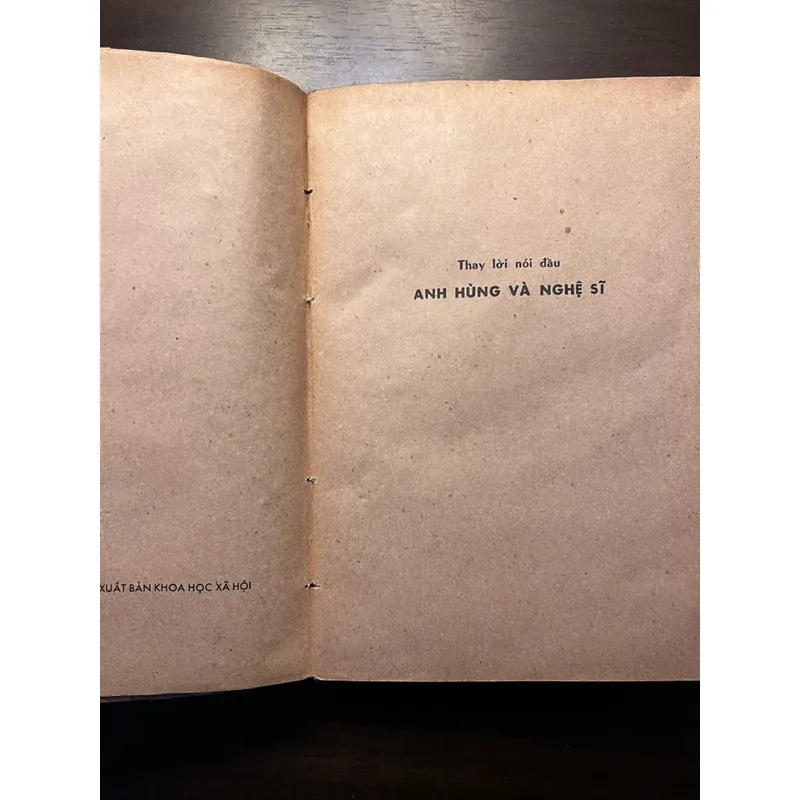 XUẤT BẢN KHOA HỌC XÃ HỘI
Thay lời nói đầu
ANH HÙNG VÀ NGHỆ SĨ